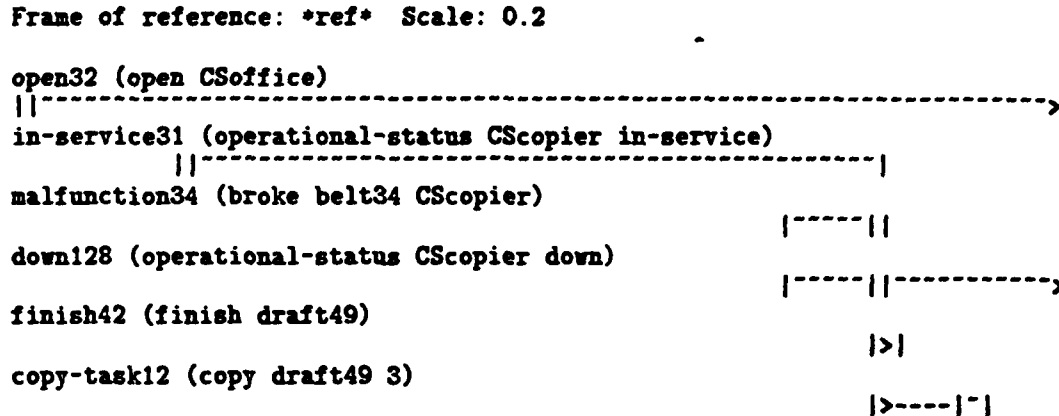 Frame of reference: *ref* Scale: 0.2
open32 (open CSoffice)
||----------------------------------------------------------------------->
in-service31 (operational-status CScopier in-service)
||-----------------------------------------------|
malfunction34 (broke belt34 CScopier)
|-----||
down128 (operational-status CScopier down)
|-----||----------->
finish42 (finish draft49)
|>|
copy-task12 (copy draft49 3)
|>----|-|